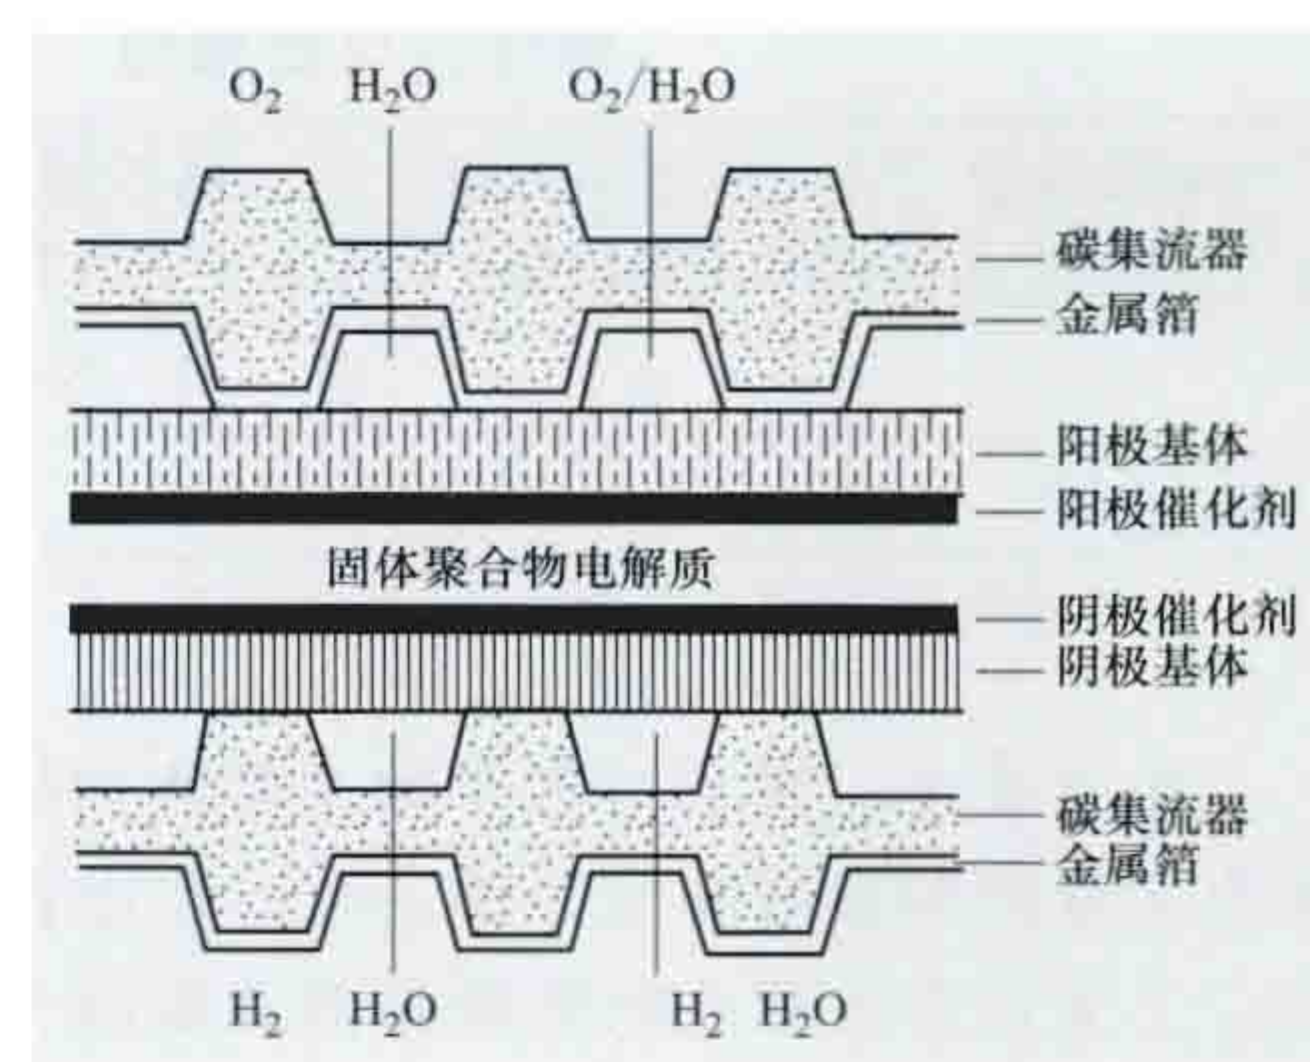 O₂ H₂O O₂/H₂O
碳集流器
金属箔
阳极基体
阳极催化剂
固体聚合物电解质
阴极催化剂
阴极基体
碳集流器
金属箔
H₂ H₂O H₂ H₂O